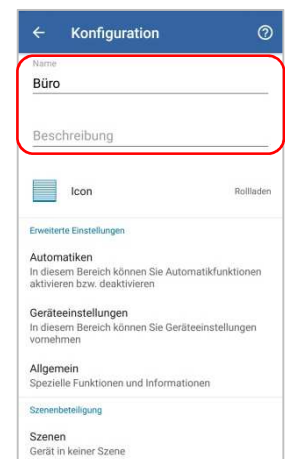 Konfiguration
Name
Büro
Beschreibung
Icon Rollladen
Erweiterte Einstellungen
Automatiken
In diesem Bereich können Sie Automatikfunktionen
aktivieren bzw. deaktivieren
Geräteeinstellungen
In diesem Bereich können Sie Geräteeinstellungen
vornehmen
Allgemein
Spezielle Funktionen und Informationen
Szenenbeteiligung
Szenen
Gerät in keiner Szene